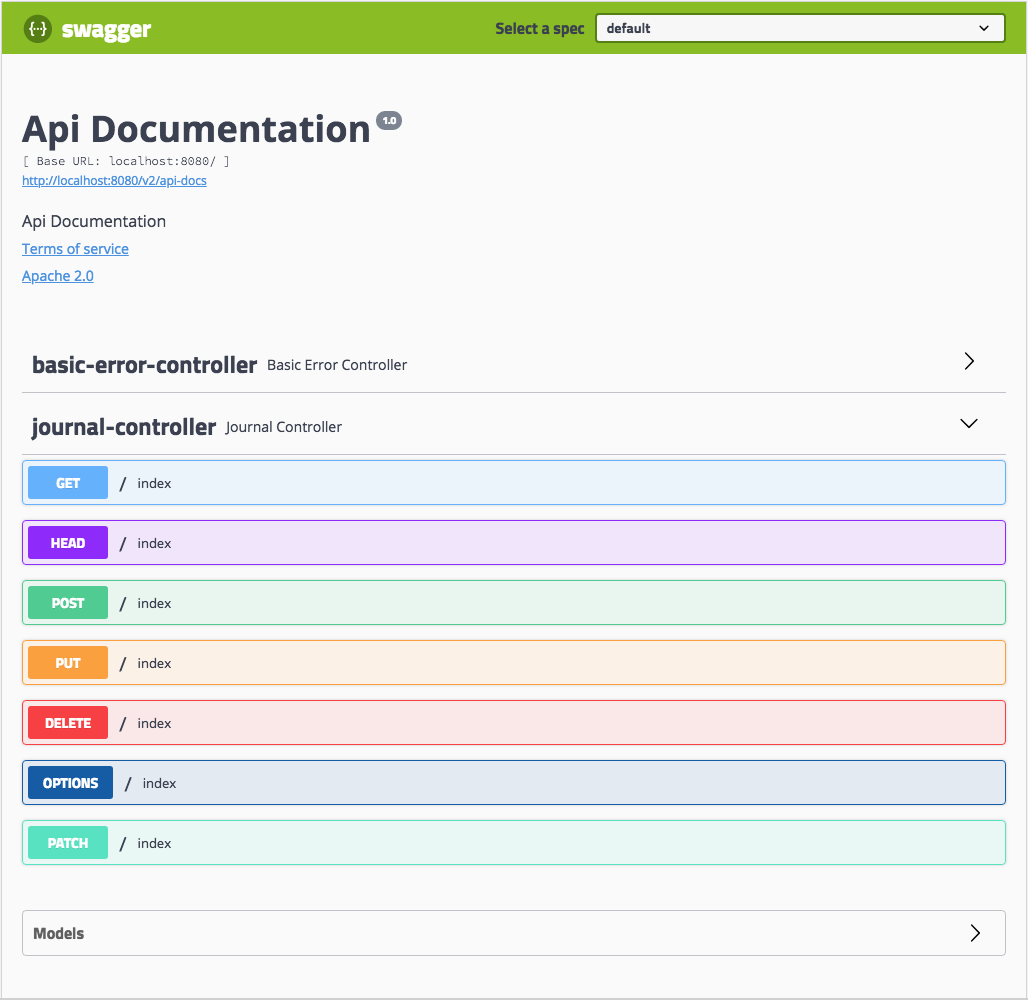 {··} swagger Select a spec default
Api Documentation 1.0
[ Base URL: localhost:8080/ ]
http://localhost:8080/v2/api-docs
Api Documentation
Terms of service
Apache 2.0
basic-error-controller Basic Error Controller
journal-controller Journal Controller
GET / index
HEAD / index
POST / index
PUT / index
DELETE / index
OPTIONS / index
PATCH / index
Models